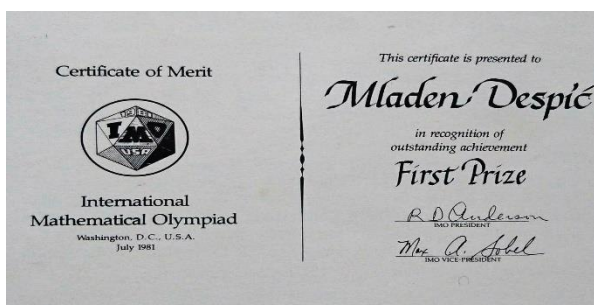 Certificate of Merit
IMO
USA
International
Mathematical Olympiad
Washington, D.C., U.S.A.
July 1981
This certificate is presented to
Mladen Despić
in recognition of
outstanding achievement
First Prize
R D Anderson
IMO PRESIDENT
Max A. Sobel
IMO VICE PRESIDENT